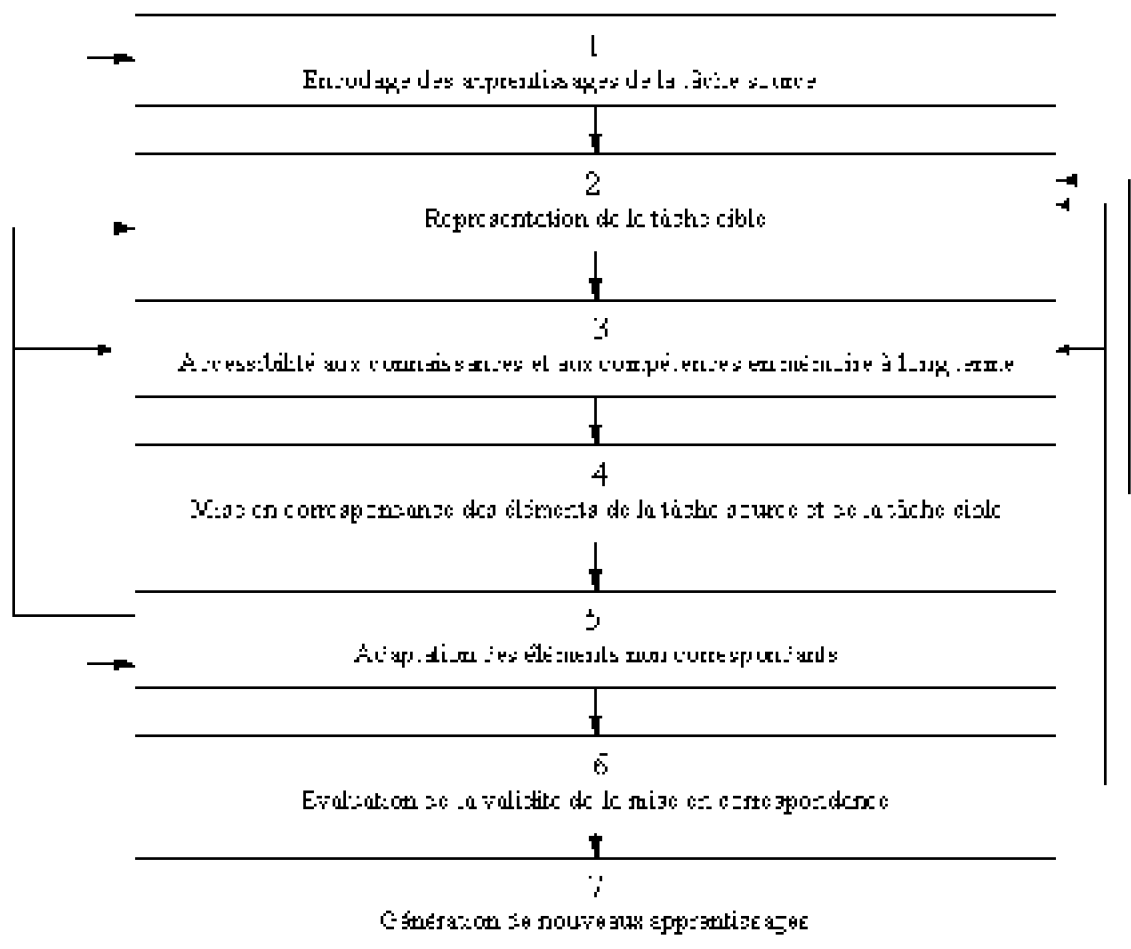 1
Encodage des apprentissages de la tâche source
2
Représentation de la tâche cible
3
Accessibilité aux connaissances et aux compétences en mémoire à long terme
4
Mise en correspondance des éléments de la tâche source et de la tâche cible
5
Adaptation des éléments non correspondants
6
Evaluation de la validité de la mise en correspondance
7
Génération de nouveaux apprentissages